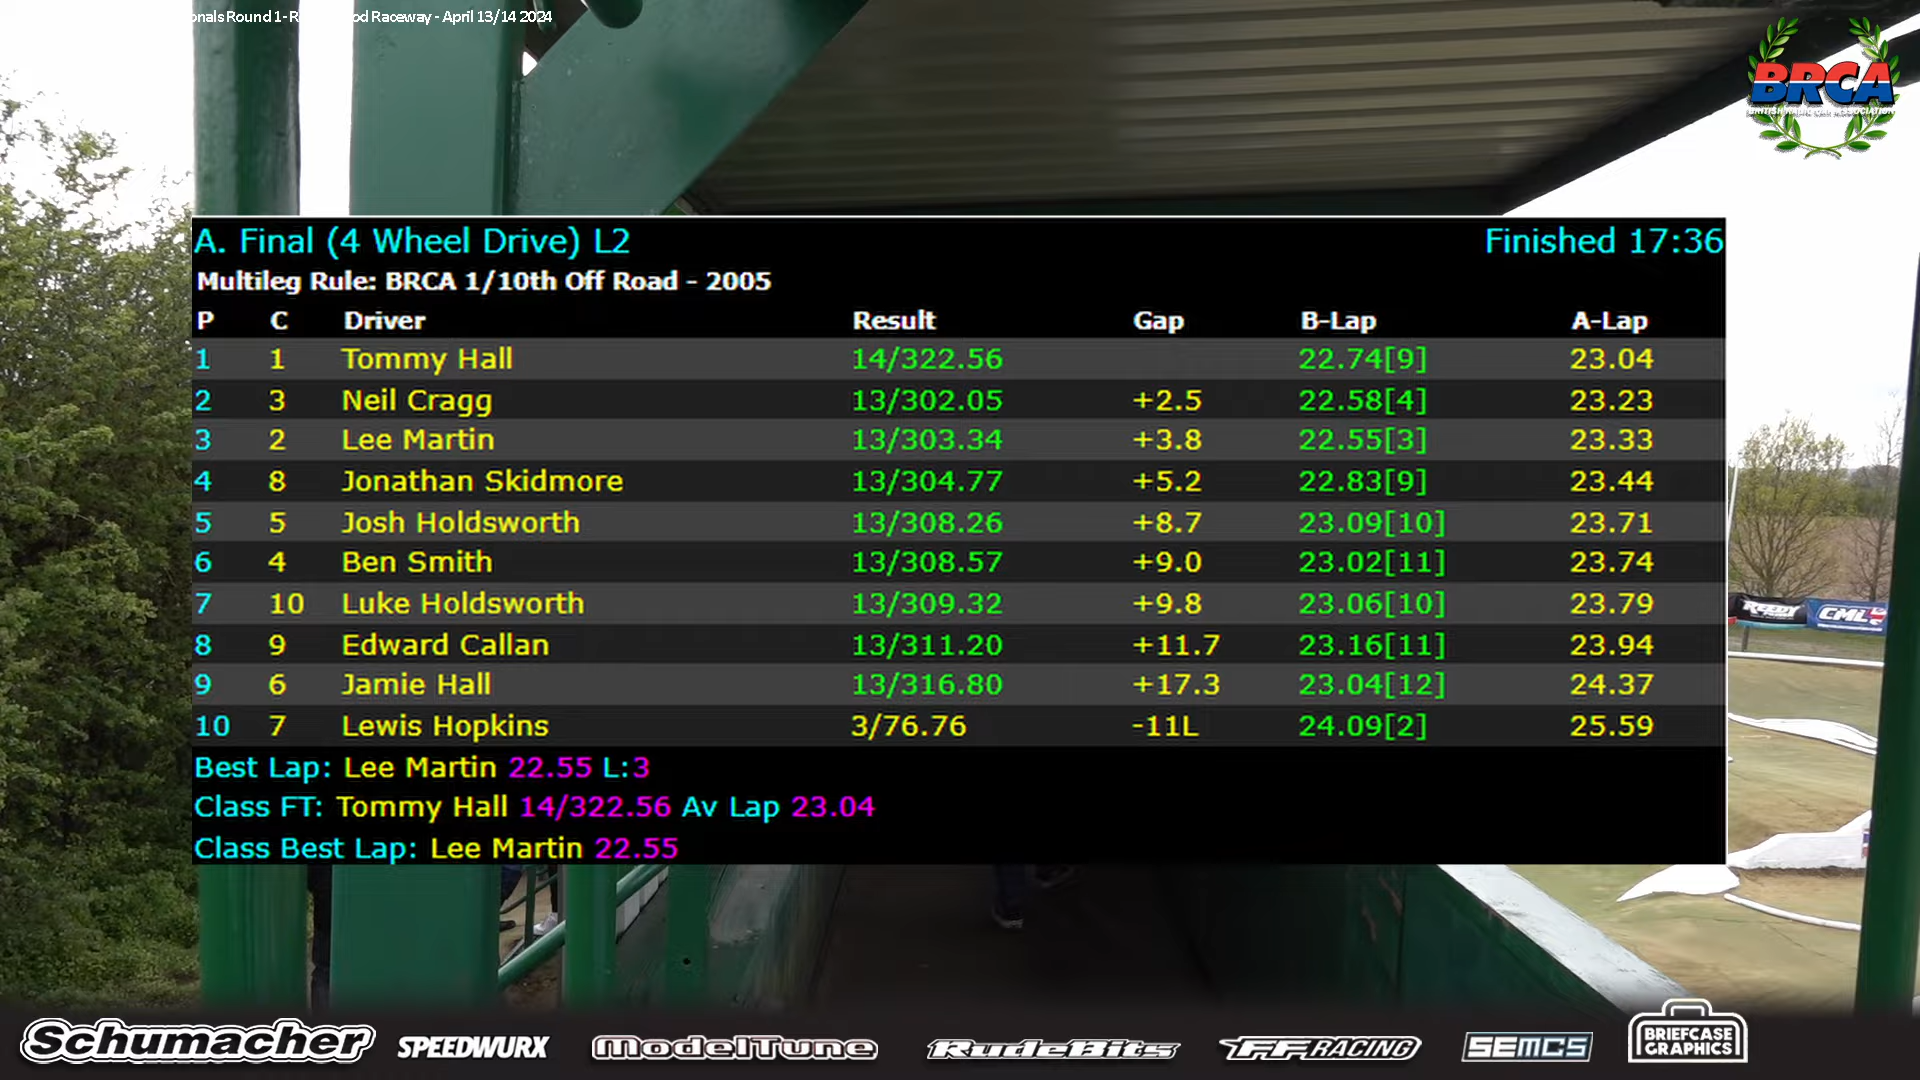 Round 1 - Raceway - April 13/14 2024
BRCA
A. Final (4 Wheel Drive) L2 Finished 17:36
Multileg Rule: BRCA 1/10th Off Road - 2005
P C Driver Result Gap B-Lap A-Lap
1 1 Tommy Hall 14/322.56 22.74[9] 23.04
2 3 Neil Cragg 13/302.05 +2.5 22.58[4] 23.23
3 2 Lee Martin 13/303.34 +3.8 22.55[3] 23.33
4 8 Jonathan Skidmore 13/304.77 +5.2 22.83[9] 23.44
5 5 Josh Holdsworth 13/308.26 +8.7 23.09[10] 23.71
6 4 Ben Smith 13/308.57 +9.0 23.02[11] 23.74
7 10 Luke Holdsworth 13/309.32 +9.8 23.06[10] 23.79
8 9 Edward Callan 13/311.20 +11.7 23.16[11] 23.94
9 6 Jamie Hall 13/316.80 +17.3 23.04[12] 24.37
10 7 Lewis Hopkins 3/76.76 -11L 24.09[2] 25.59
Best Lap: Lee Martin 22.55 L:3
Class FT: Tommy Hall 14/322.56 Av Lap 23.04
Class Best Lap: Lee Martin 22.55
REEDY CML
Schumacher SPEEDWURX ModelTune RudeBits FF RACING SEMCS BRIEFCASE GRAPHICS